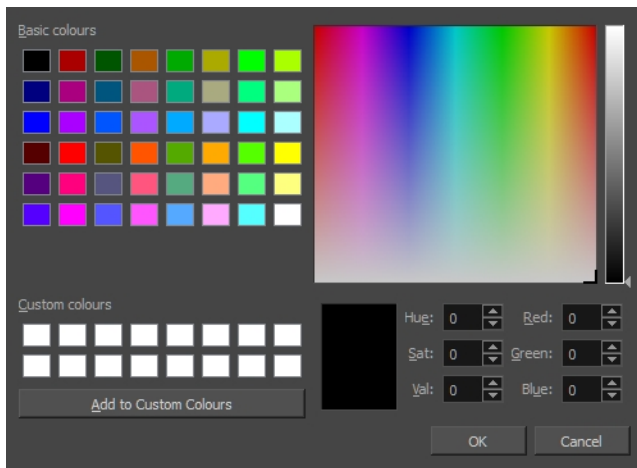 Basic colours
Custom colours
Add to Custom Colours
Hue: 0 Red: 0
Sat: 0 Green: 0
Val: 0 Blue: 0
OK Cancel